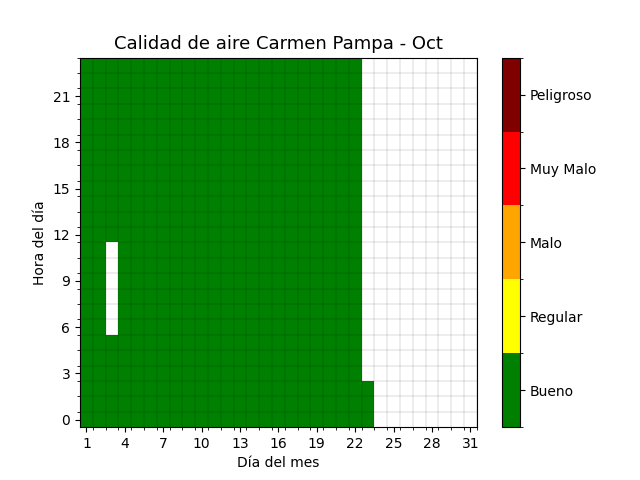 Calidad de aire Carmen Pampa - Oct
Hora del día
21
18
15
12
9
6
3
0
1 4 7 10 13 16 19 22 25 28 31
Día del mes
Peligroso
Muy Malo
Malo
Regular
Bueno